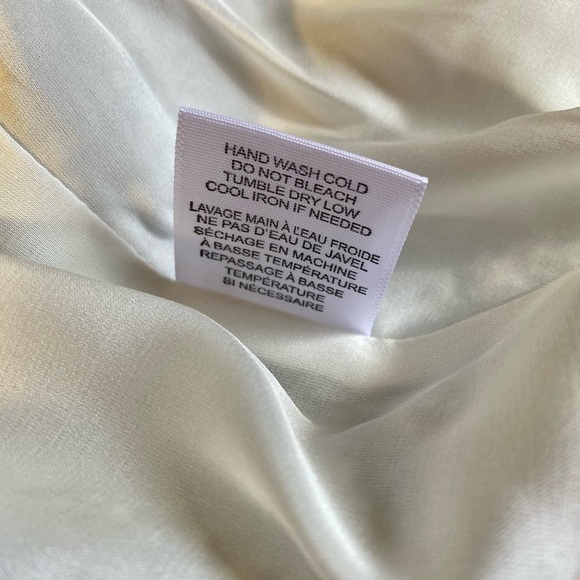 HAND WASH COLD
DO NOT BLEACH
TUMBLE DRY LOW
COOL IRON IF NEEDED
LAVAGE MAIN À L'EAU FROIDE
NE PAS D'EAU DE JAVEL
SÉCHAGE EN MACHINE
À BASSE TEMPÉRATURE
REPASSAGE À BASSE
TEMPÉRATURE
SI NÉCESSAIRE